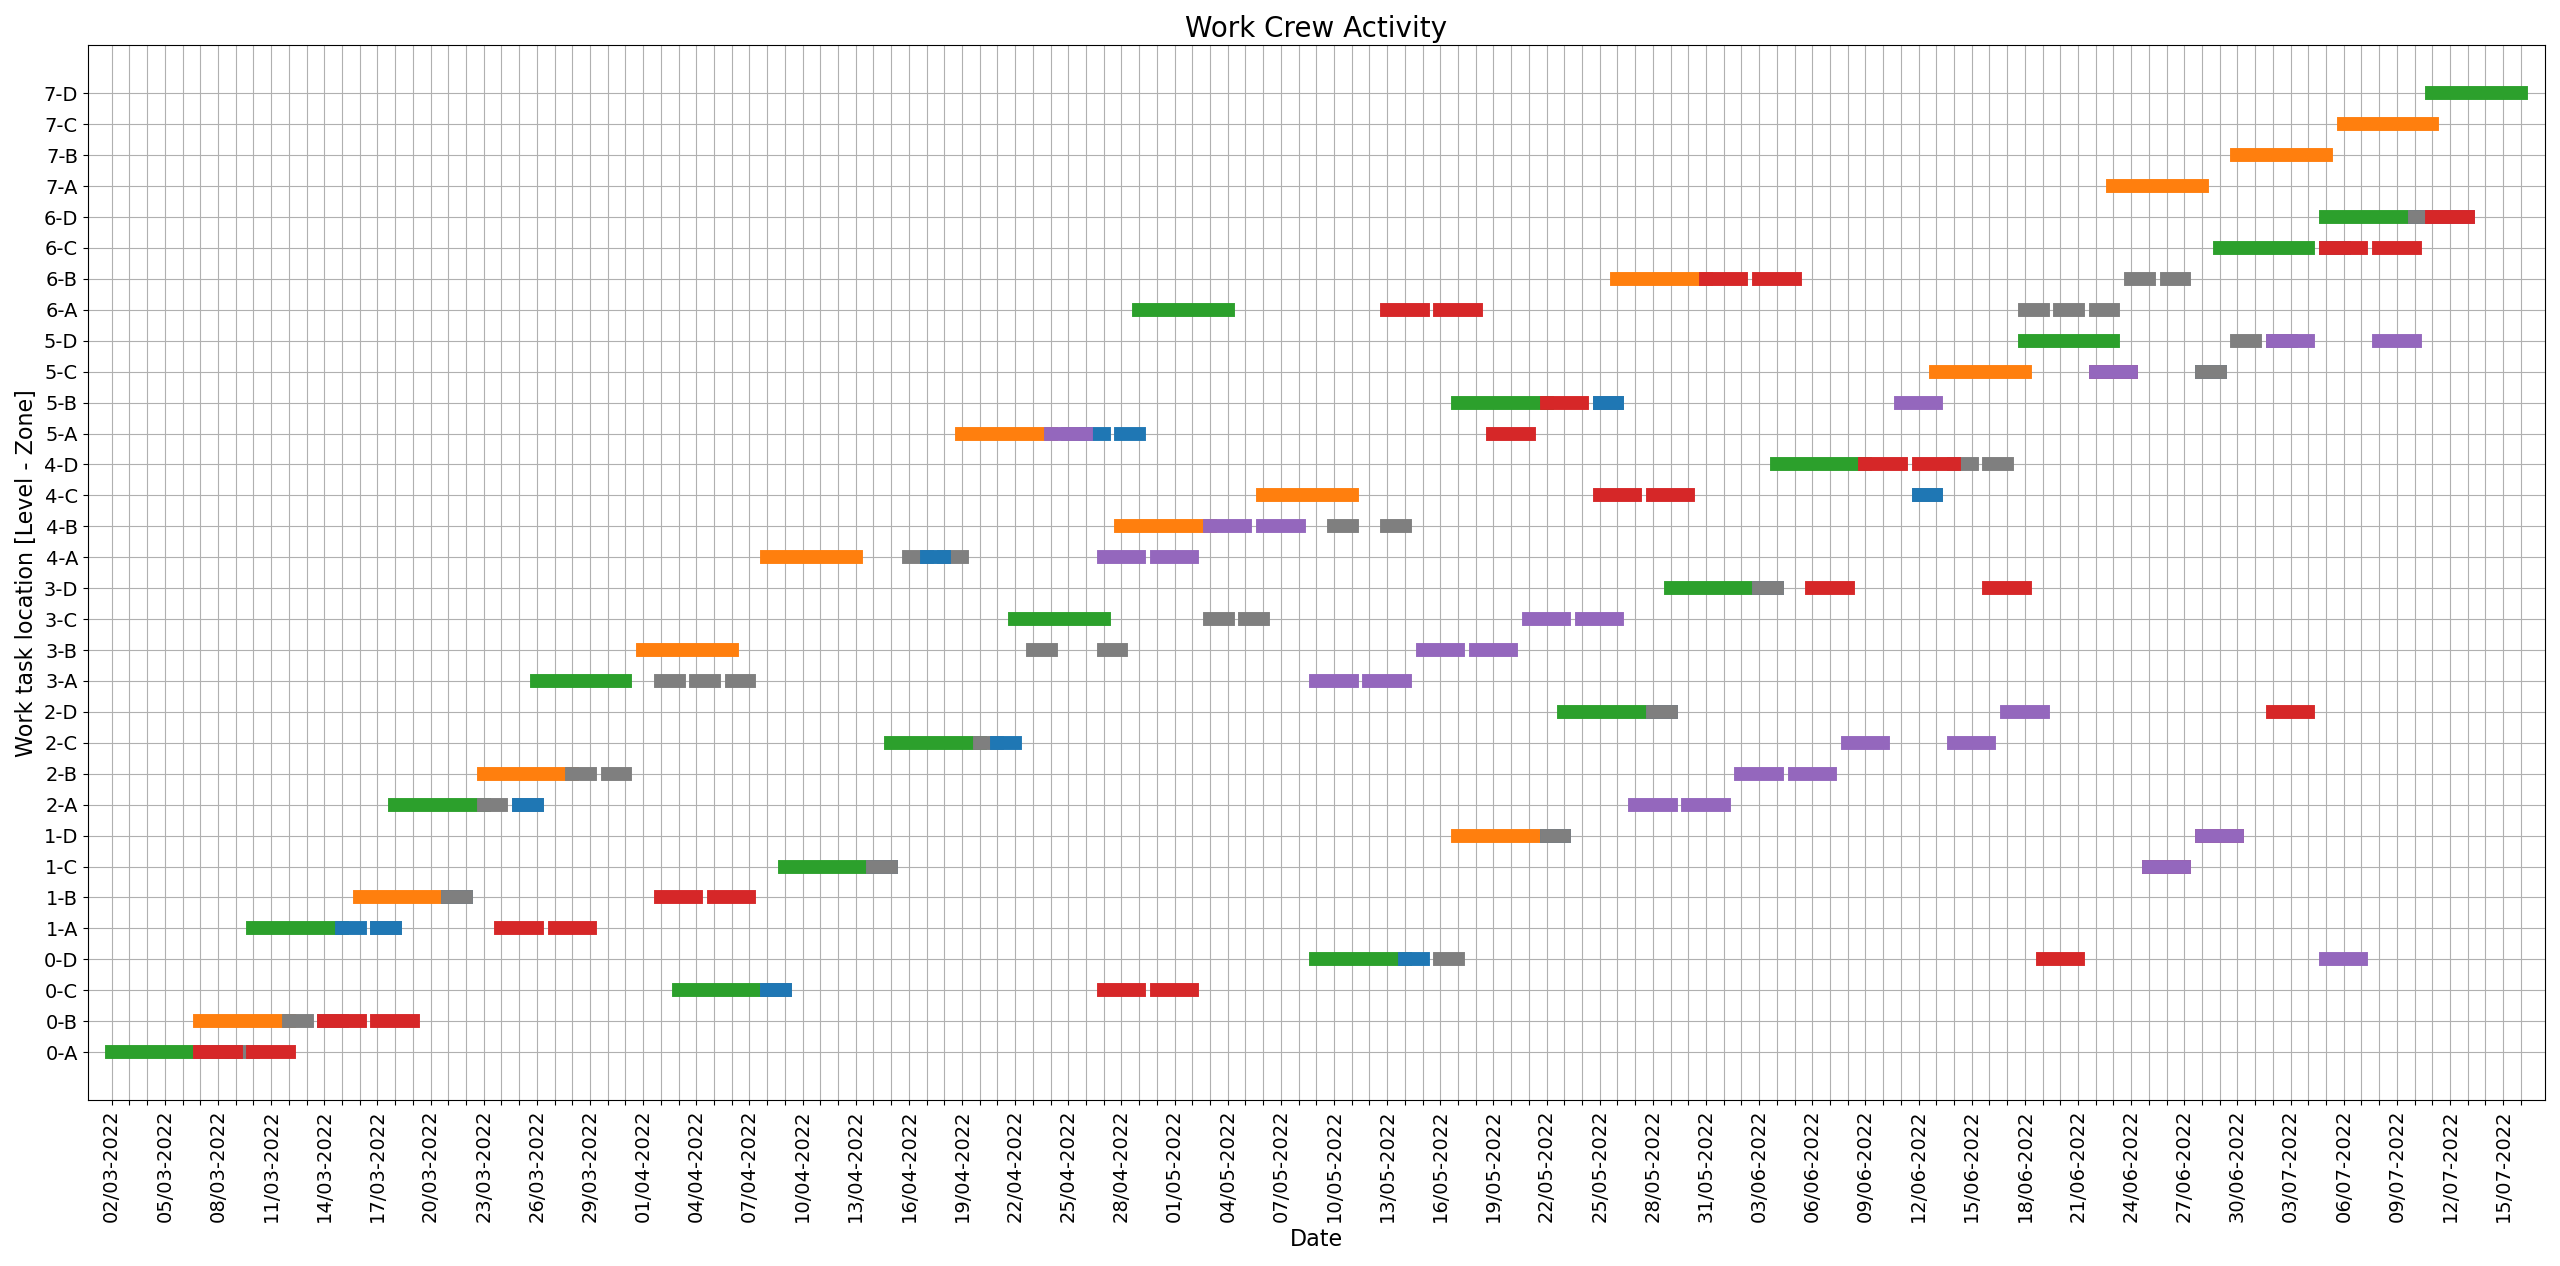 Work Crew Activity
Work task location [Level - Zone]
7-D
7-C
7-B
7-A
6-D
6-C
6-B
6-A
5-D
5-C
5-B
5-A
4-D
4-C
4-B
4-A
3-D
3-C
3-B
3-A
2-D
2-C
2-B
2-A
1-D
1-C
1-B
1-A
0-D
0-C
0-B
0-A
02/03-2022
05/03-2022
08/03-2022
11/03-2022
14/03-2022
17/03-2022
20/03-2022
23/03-2022
26/03-2022
29/03-2022
01/04-2022
04/04-2022
07/04-2022
10/04-2022
13/04-2022
16/04-2022
19/04-2022
22/04-2022
25/04-2022
28/04-2022
01/05-2022
04/05-2022
07/05-2022
10/05-2022
13/05-2022
16/05-2022
19/05-2022
22/05-2022
25/05-2022
28/05-2022
31/05-2022
03/06-2022
06/06-2022
09/06-2022
12/06-2022
15/06-2022
18/06-2022
21/06-2022
24/06-2022
27/06-2022
30/06-2022
03/07-2022
06/07-2022
09/07-2022
12/07-2022
15/07-2022
Date